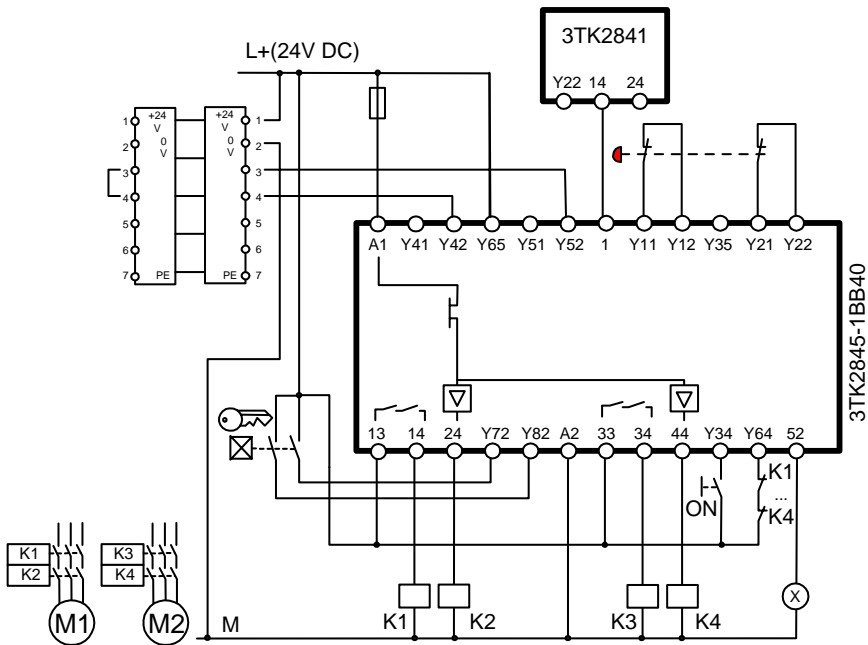 3TK2841
Y22 14 24
L+(24V DC)
+24 V
0 V
PE
1
2
3
4
5
6
7
+24 V
0 V
PE
1
2
3
4
5
6
7
A1 Y41 Y42 Y65 Y51 Y52 1 Y11 Y12 Y35 Y21 Y22
3TK2845-1BB40
13 14 24 Y72 Y82 A2 33 34 44 Y34 Y64 52
ON
K1
...
K4
K1
K2
K3
K4
M1
M2
M
K1
K2
K3
K4
X